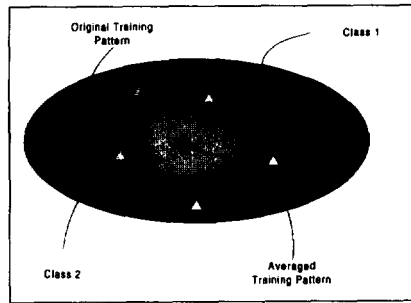 Original Training
Pattern
Class 1
Class 2
Averaged
Training Pattern